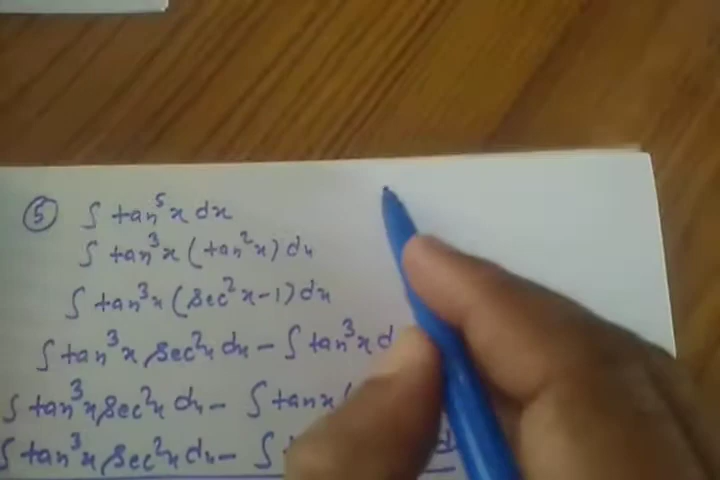 ⑤ ∫ tan⁵x dx
∫ tan³x (tan²x) dx
∫ tan³x (sec²x-1) dx
∫ tan³x sec²x dx - ∫ tan³x d
∫ tan³x sec²x dx - ∫ tanx (
∫ tan³x sec²x dx - ∫